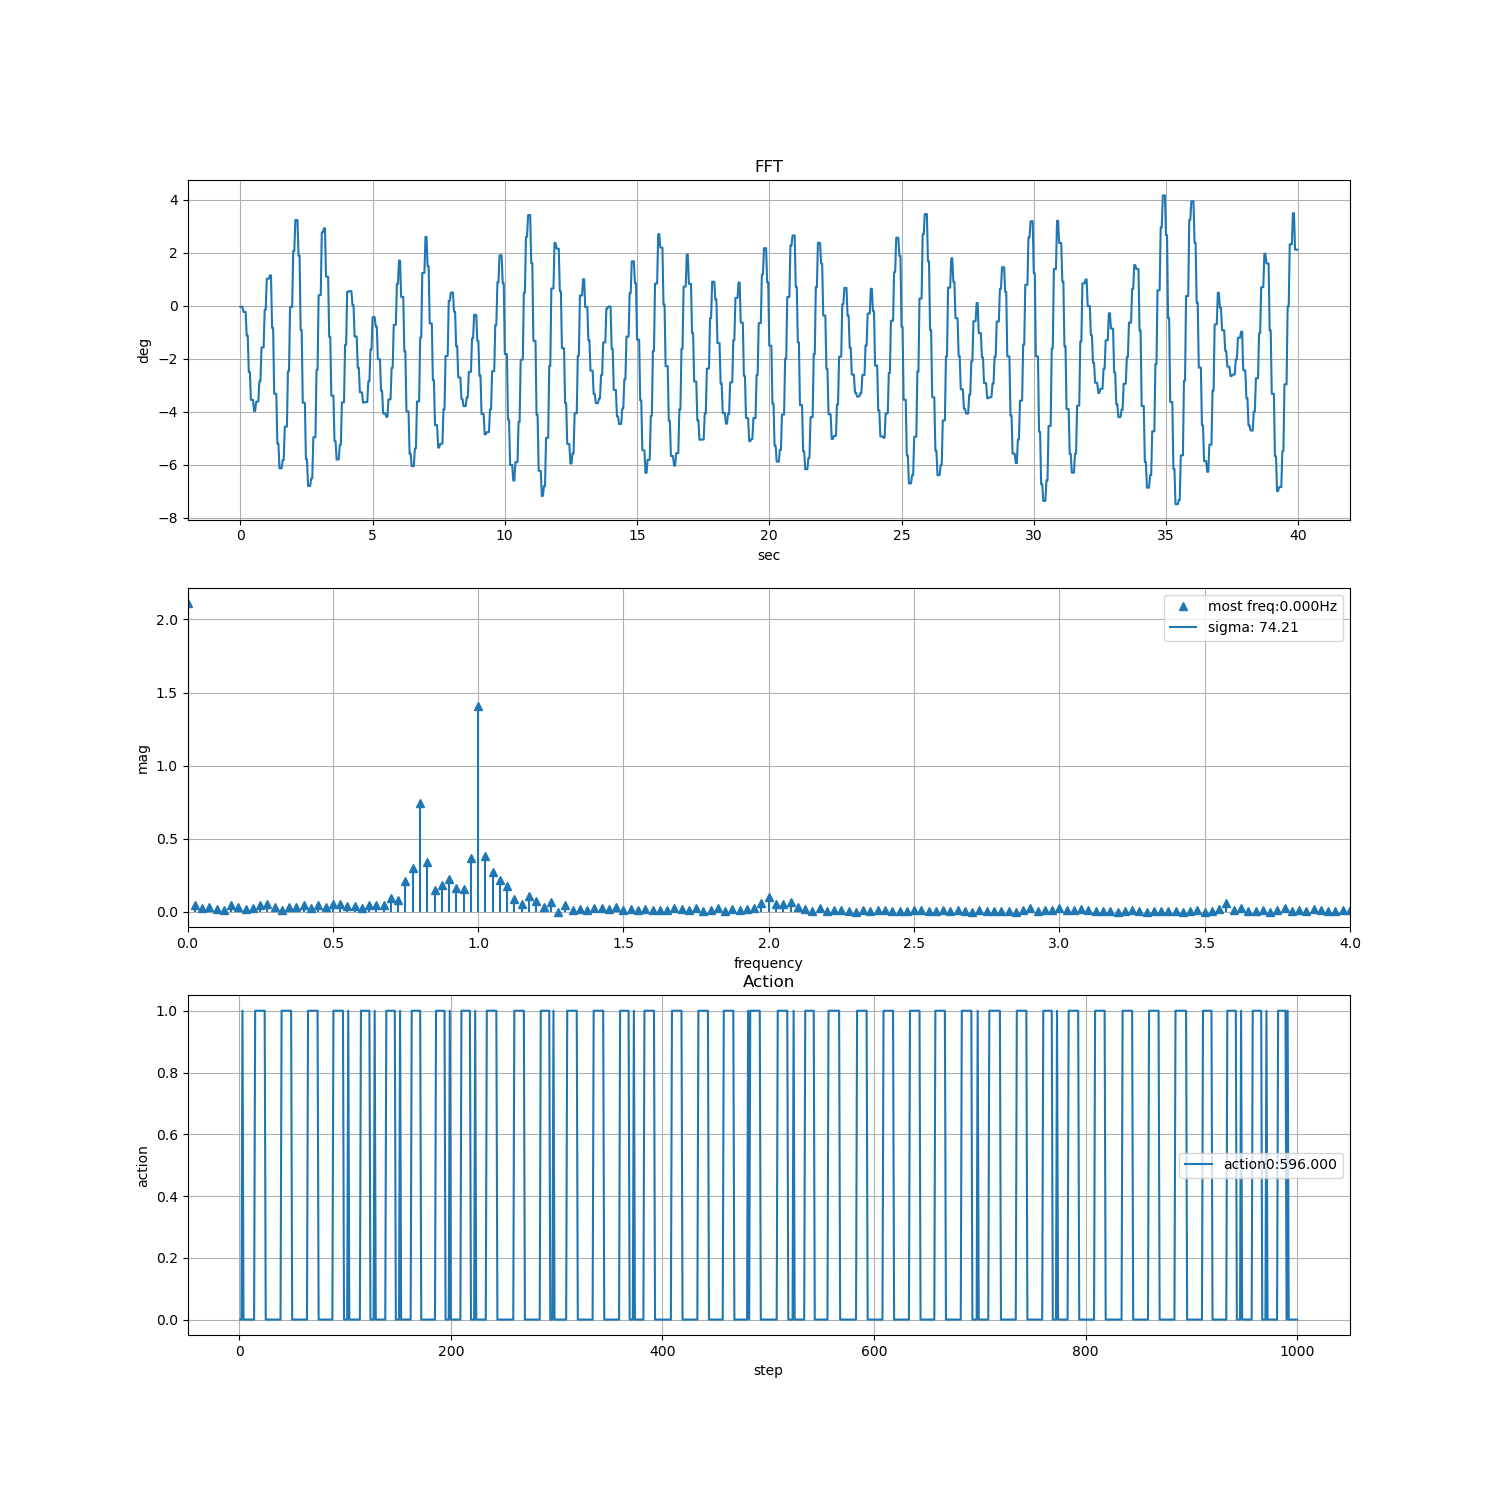 FFT
4
2
0
−2
−4
−6
−8
deg
0 5 10 15 20 25 30 35 40
sec
2.0
1.5
1.0
0.5
0.0
mag
most freq:0.000Hz
sigma: 74.21
0.0 0.5 1.0 1.5 2.0 2.5 3.0 3.5 4.0
frequency
Action
1.0
0.8
0.6
0.4
0.2
0.0
action
action0:596.000
0 200 400 600 800 1000
step